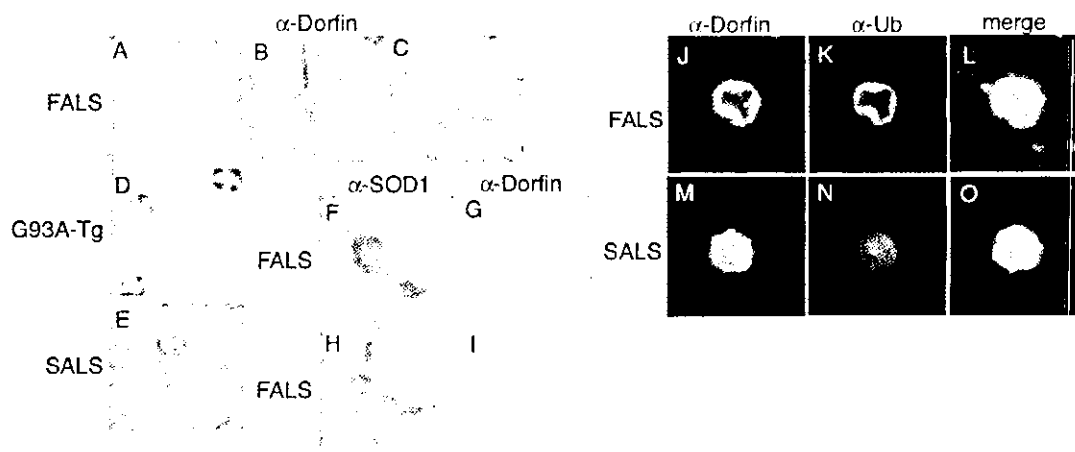 α-Dorfin
A B C
FALS
D
α-SOD1 α-Dorfin
G93A-Tg
F G
FALS
E
SALS
H I
FALS
α-Dorfin α-Ub merge
J K L
FALS
M N O
SALS